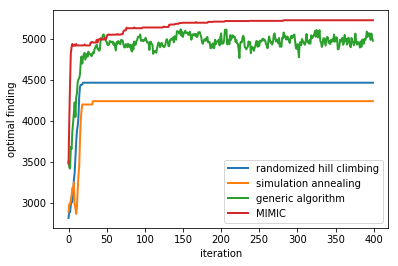 optimal finding
5000
4500
4000
3500
3000
0
50
100
150
200
250
300
350
400
iteration
randomized hill climbing
simulation annealing
generic algorithm
MIMIC